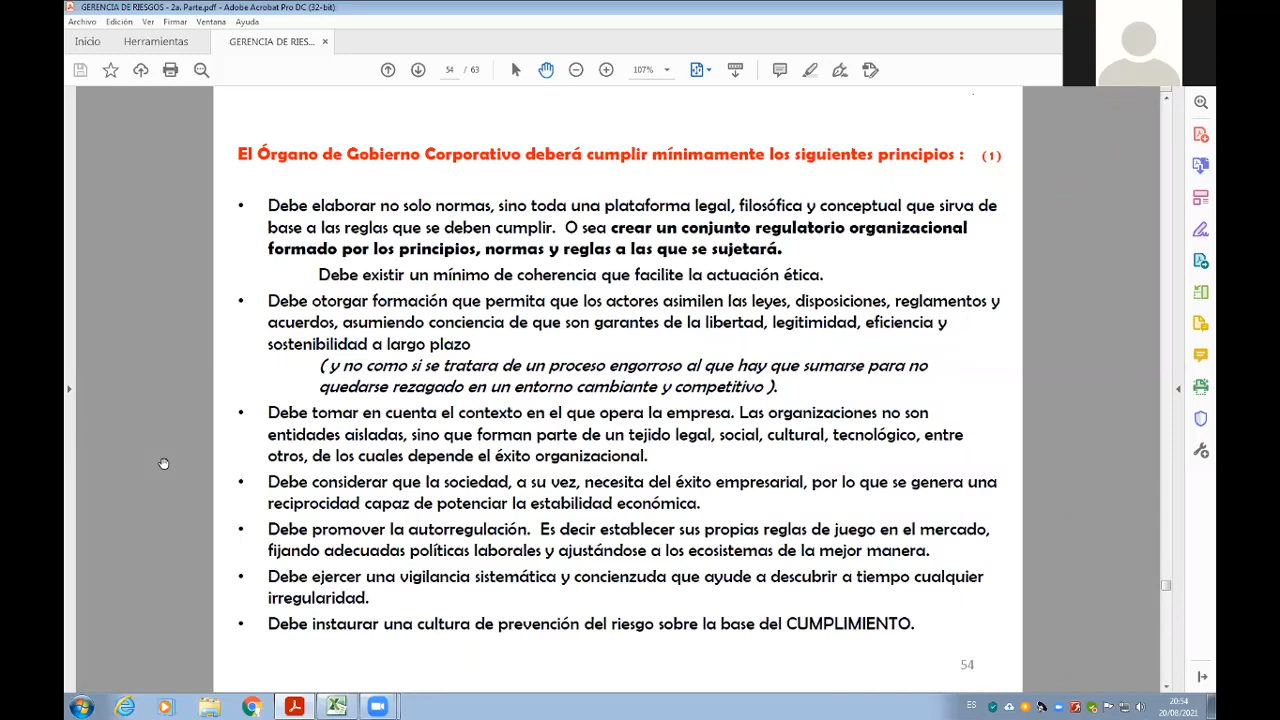 GERENCIA DE RIESGOS - 2a. Parte.pdf - Adobe Acrobat Pro DC (32-bit)
Archivo Edición Ver Firmar Ventana Ayuda
Inicio Herramientas GERENCIA DE RIES... ×
54 / 63 107%
El Órgano de Gobierno Corporativo deberá cumplir mínimamente los siguientes principios : (1)
• Debe elaborar no solo normas, sino toda una plataforma legal, filosófica y conceptual que sirva de
base a las reglas que se deben cumplir. O sea crear un conjunto regulatorio organizacional
formado por los principios, normas y reglas a las que se sujetará.
Debe existir un mínimo de coherencia que facilite la actuación ética.
• Debe otorgar formación que permita que los actores asimilen las leyes, disposiciones, reglamentos y
acuerdos, asumiendo conciencia de que son garantes de la libertad, legitimidad, eficiencia y
sostenibilidad a largo plazo
( y no como si se tratara de un proceso engorroso al que hay que sumarse para no
quedarse rezagado en un entorno cambiante y competitivo ).
• Debe tomar en cuenta el contexto en el que opera la empresa. Las organizaciones no son
entidades aisladas, sino que forman parte de un tejido legal, social, cultural, tecnológico, entre
otros, de los cuales depende el éxito organizacional.
• Debe considerar que la sociedad, a su vez, necesita del éxito empresarial, por lo que se genera una
reciprocidad capaz de potenciar la estabilidad económica.
• Debe promover la autorregulación. Es decir establecer sus propias reglas de juego en el mercado,
fijando adecuadas políticas laborales y ajustándose a los ecosistemas de la mejor manera.
• Debe ejercer una vigilancia sistemática y concienzuda que ayude a descubrir a tiempo cualquier
irregularidad.
• Debe instaurar una cultura de prevención del riesgo sobre la base del CUMPLIMIENTO.
54
ES 20:54
20/08/2021